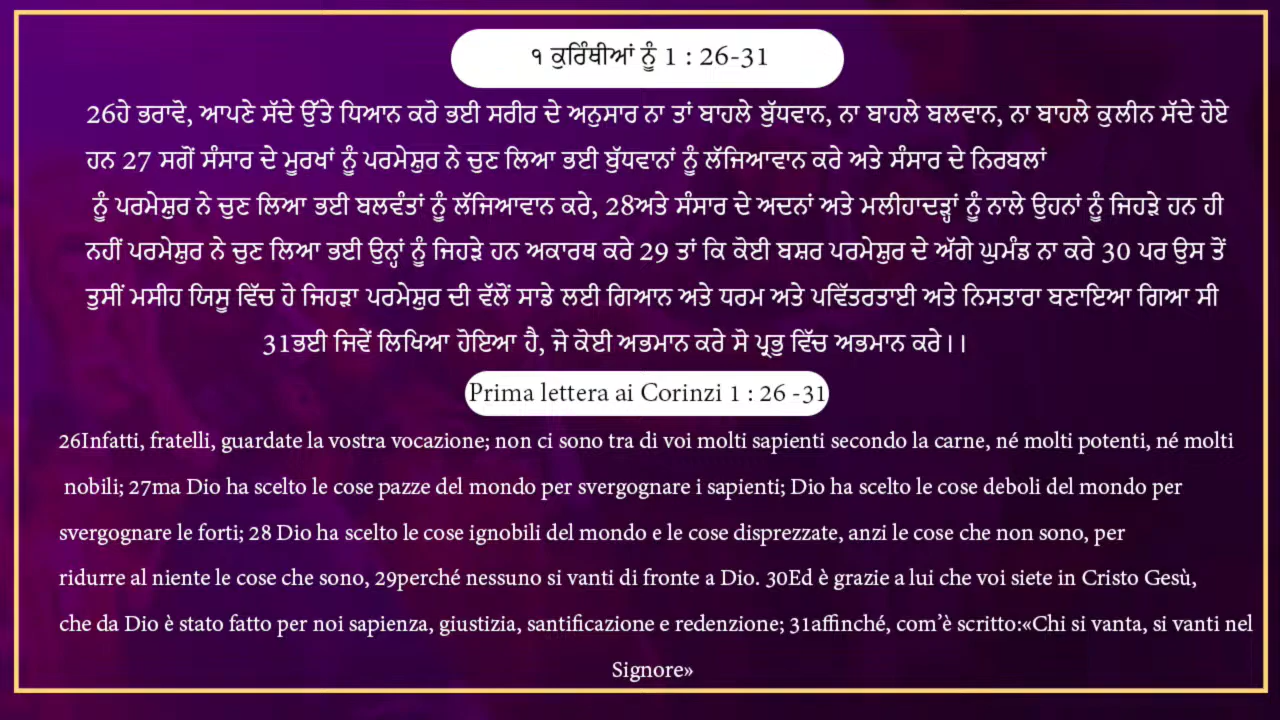 ੧ ਕੁਰਿੰਥੀਆਂ ਨੂੰ 1 : 26-31
26ਹੇ ਭਰਾਵੋ, ਆਪਣੇ ਸੱਦੇ ਉੱਤੇ ਧਿਆਨ ਕਰੋ ਭਈ ਸਰੀਰ ਦੇ ਅਨੁਸਾਰ ਨਾ ਤਾਂ ਬਾਹਲੇ ਬੁੱਧਵਾਨ, ਨਾ ਬਾਹਲੇ ਬਲਵਾਨ, ਨਾ ਬਾਹਲੇ ਕੁਲੀਨ ਸੱਦੇ ਹੋਏ
ਹਨ 27 ਸਗੋਂ ਸੰਸਾਰ ਦੇ ਮੂਰਖਾਂ ਨੂੰ ਪਰਮੇਸ਼ੁਰ ਨੇ ਚੁਣ ਲਿਆ ਭਈ ਬੁੱਧਵਾਨਾਂ ਨੂੰ ਲੱਜਿਆਵਾਨ ਕਰੇ ਅਤੇ ਸੰਸਾਰ ਦੇ ਨਿਰਬਲਾਂ
ਨੂੰ ਪਰਮੇਸ਼ੁਰ ਨੇ ਚੁਣ ਲਿਆ ਭਈ ਬਲਵੰਤਾਂ ਨੂੰ ਲੱਜਿਆਵਾਨ ਕਰੇ, 28ਅਤੇ ਸੰਸਾਰ ਦੇ ਅਦਨਾਂ ਅਤੇ ਮਲੀਹਾਦੜ੍ਹਾਂ ਨੂੰ ਨਾਲੇ ਉਹਨਾਂ ਨੂੰ ਜਿਹੜੇ ਹਨ ਹੀ
ਨਹੀਂ ਪਰਮੇਸ਼ੁਰ ਨੇ ਚੁਣ ਲਿਆ ਭਈ ਉਨ੍ਹਾਂ ਨੂੰ ਜਿਹੜੇ ਹਨ ਅਕਾਰਥ ਕਰੇ 29 ਤਾਂ ਕਿ ਕੋਈ ਬਸ਼ਰ ਪਰਮੇਸ਼ੁਰ ਦੇ ਅੱਗੇ ਘੁਮੰਡ ਨਾ ਕਰੇ 30 ਪਰ ਉਸ ਤੋਂ
ਤੁਸੀਂ ਮਸੀਹ ਯਿਸੂ ਵਿੱਚ ਹੋ ਜਿਹੜਾ ਪਰਮੇਸ਼ੁਰ ਦੀ ਵੱਲੋਂ ਸਾਡੇ ਲਈ ਗਿਆਨ ਅਤੇ ਧਰਮ ਅਤੇ ਪਵਿੱਤਰਤਾਈ ਅਤੇ ਨਿਸਤਾਰਾ ਬਣਾਇਆ ਗਿਆ ਸੀ
31ਭਈ ਜਿਵੇਂ ਲਿਖਿਆ ਹੋਇਆ ਹੈ, ਜੋ ਕੋਈ ਅਭਮਾਨ ਕਰੇ ਸੋ ਪ੍ਰਭੁ ਵਿੱਚ ਅਭਮਾਨ ਕਰੇ।।
Prima lettera ai Corinzi 1 : 26 -31
26Infatti, fratelli, guardate la vostra vocazione; non ci sono tra di voi molti sapienti secondo la carne, né molti potenti, né molti
nobili; 27ma Dio ha scelto le cose pazze del mondo per svergognare i sapienti; Dio ha scelto le cose deboli del mondo per
svergognare le forti; 28 Dio ha scelto le cose ignobili del mondo e le cose disprezzate, anzi le cose che non sono, per
ridurre al niente le cose che sono, 29perché nessuno si vanti di fronte a Dio. 30Ed è grazie a lui che voi siete in Cristo Gesù,
che da Dio è stato fatto per noi sapienza, giustizia, santificazione e redenzione; 31affinché, com'è scritto:«Chi si vanta, si vanti nel
Signore»